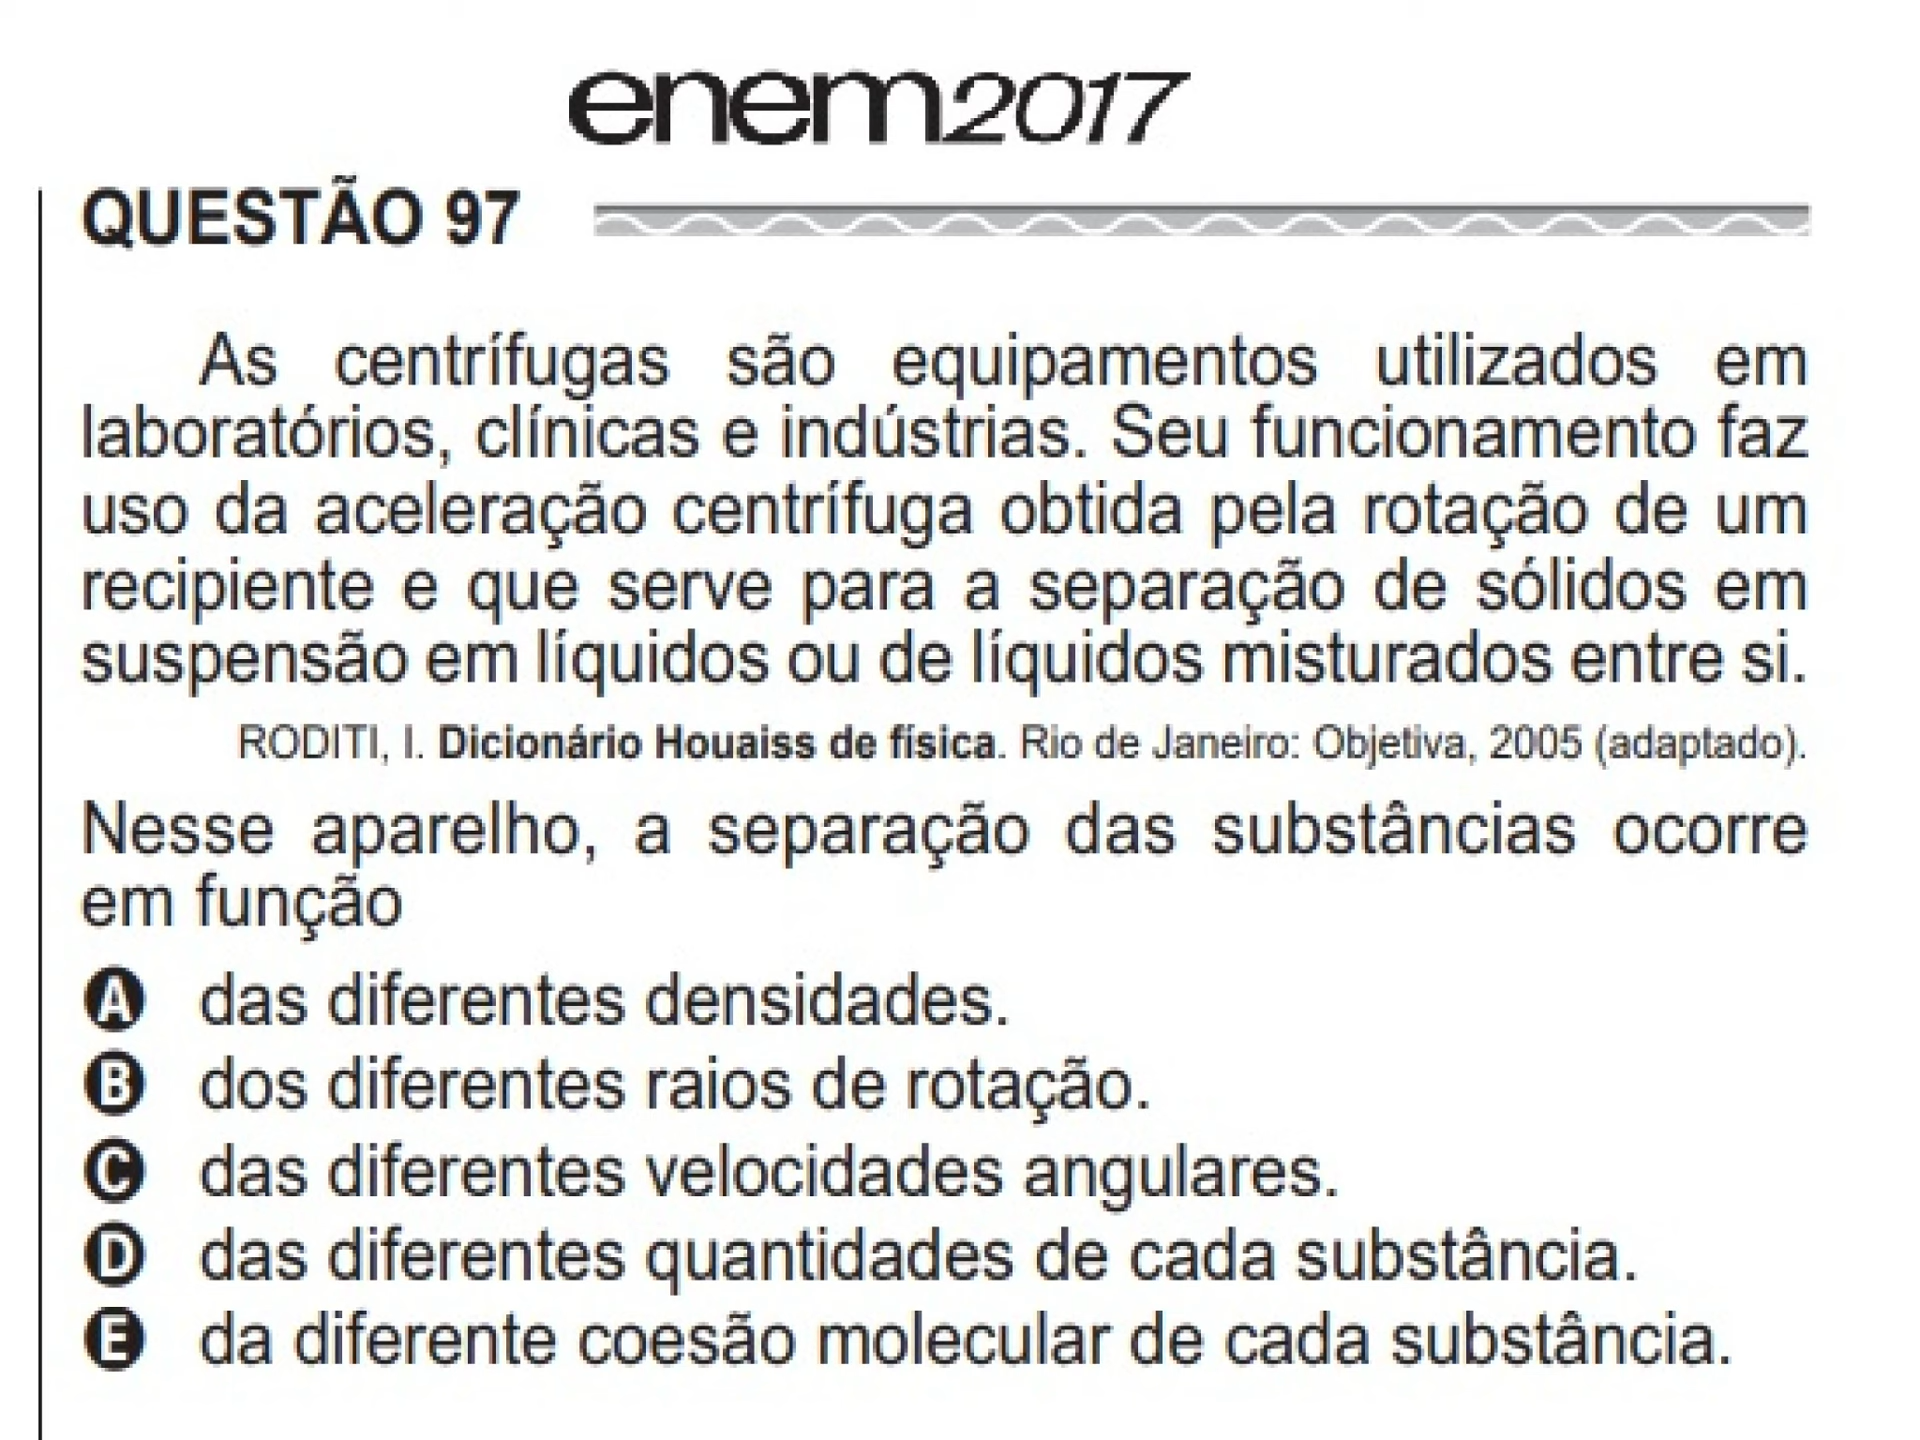 enem2017
QUESTÃO 97
As centrífugas são equipamentos utilizados em
laboratórios, clínicas e indústrias. Seu funcionamento faz
uso da aceleração centrífuga obtida pela rotação de um
recipiente e que serve para a separação de sólidos em
suspensão em líquidos ou de líquidos misturados entre si.
RODITI, I. Dicionário Houaiss de física. Rio de Janeiro: Objetiva, 2005 (adaptado).
Nesse aparelho, a separação das substâncias ocorre
em função
A das diferentes densidades.
B dos diferentes raios de rotação.
C das diferentes velocidades angulares.
D das diferentes quantidades de cada substância.
E da diferente coesão molecular de cada substância.